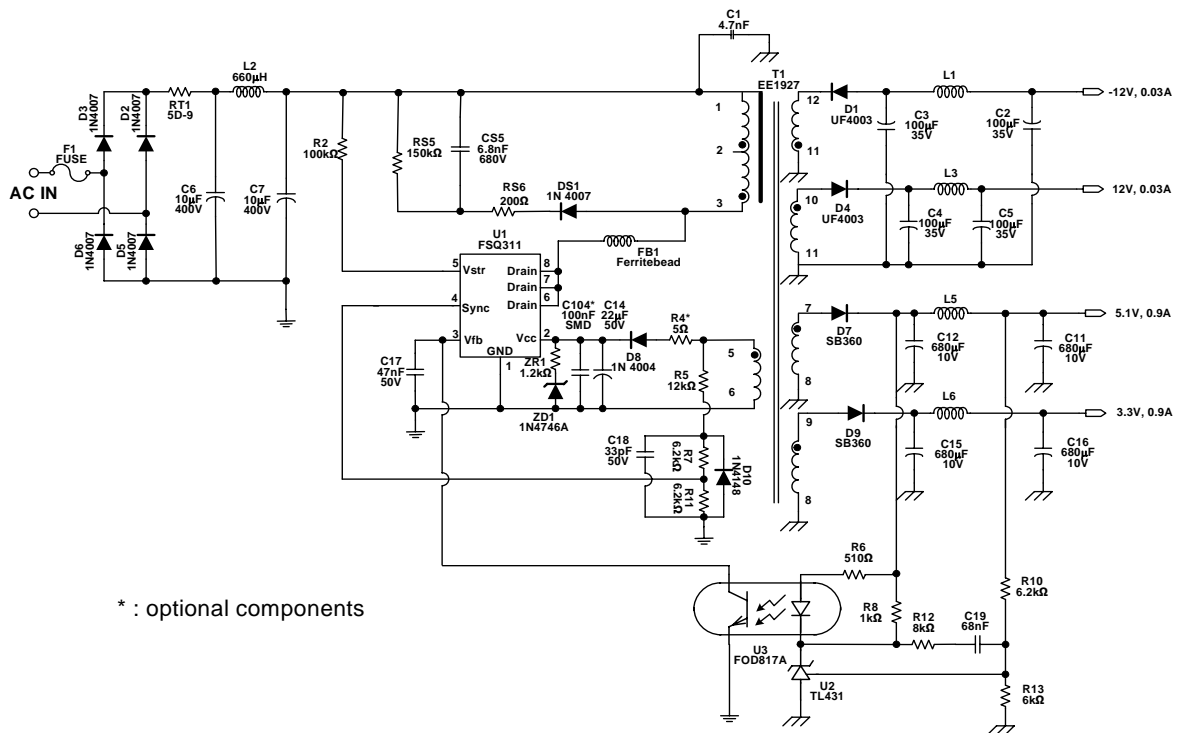 C1
4.7nF
T1
EE1927
L2
660µH
RT1
5D-9
D3
1N4007
D2
1N4007
F1
FUSE
AC IN
C6
10µF
400V
C7
10µF
400V
D6
1N4007
D5
1N4007
R2
100kΩ
RS5
150kΩ
CS5
6.8nF
680V
RS6
200Ω
DS1
1N 4007
1
2
3
FB1
Ferritebead
U1
FSQ311
5
Vstr
4
Sync
3
Vfb
GND
1
Drain
8
Drain
7
Drain
6
Vcc
2
C17
47nF
50V
ZR1
1.2kΩ
ZD1
1N4746A
C104*
100nF
SMD
C14
22µF
50V
D8
1N 4004
R4*
5Ω
R5
12kΩ
5
6
C18
33pF
50V
R7
6.2kΩ
R11
6.2kΩ
D10
1N4148
12
11
D1
UF4003
C3
100µF
35V
L1
C2
100µF
35V
-12V, 0.03A
10
11
D4
UF4003
C4
100µF
35V
L3
C5
100µF
35V
12V, 0.03A
7
8
D7
SB360
C12
680µF
10V
L5
C11
680µF
10V
5.1V, 0.9A
9
8
D9
SB360
C15
680µF
10V
L6
C16
680µF
10V
3.3V, 0.9A
R6
510Ω
R8
1kΩ
R12
8kΩ
C19
68nF
R10
6.2kΩ
R13
6kΩ
U3
FOD817A
U2
TL431
* : optional components